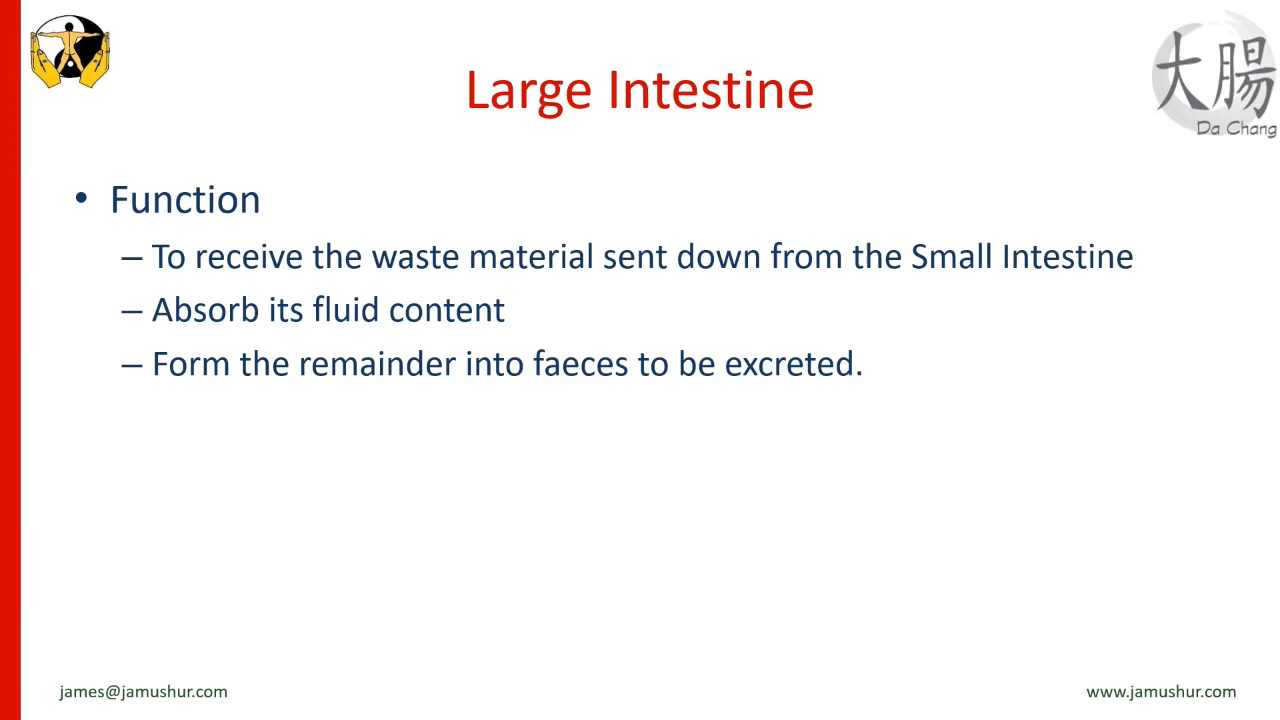 大腸
Da Chang
Large Intestine
• Function
– To receive the waste material sent down from the Small Intestine
– Absorb its fluid content
– Form the remainder into faeces to be excreted.
james@jamushur.com
www.jamushur.com